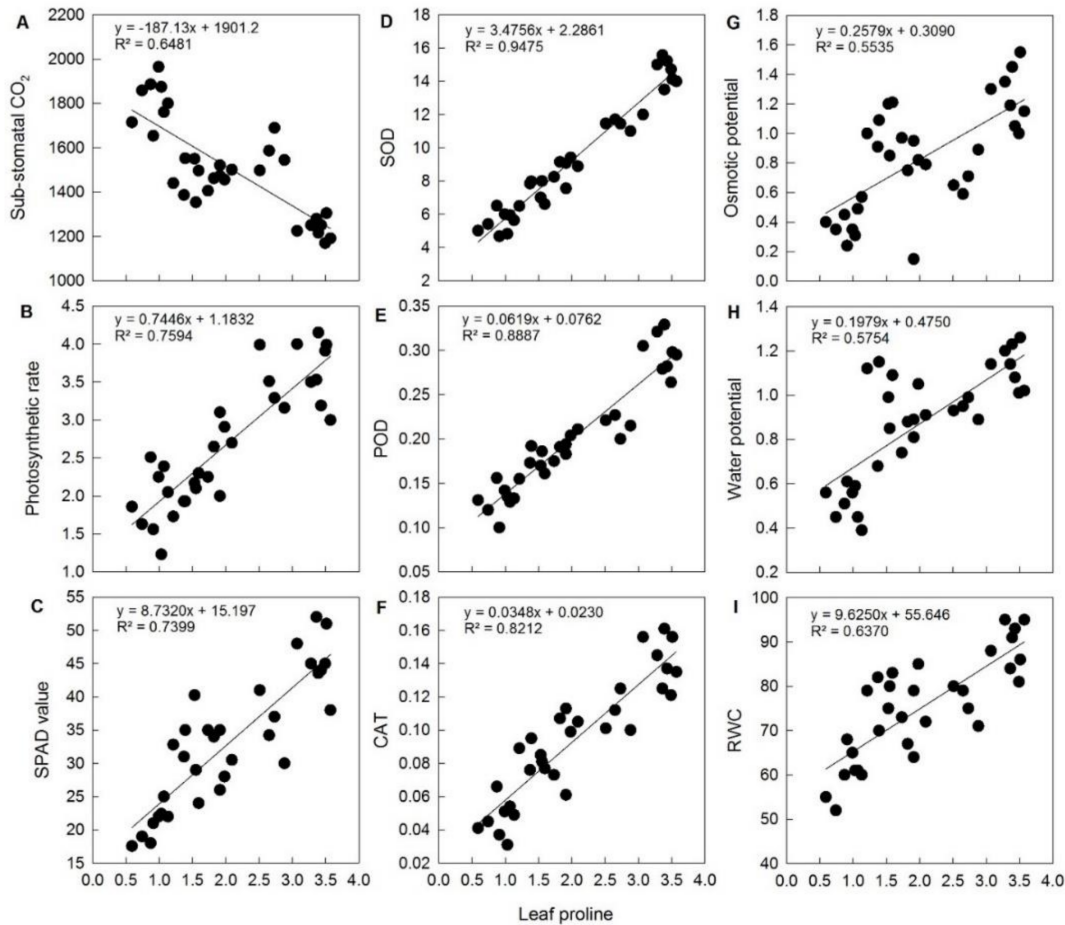 A
y = -187.13x + 1901.2
R² = 0.6481
2200
2000
1800
1600
1400
1200
1000
Sub-stomatal CO₂
B
y = 0.7446x + 1.1832
R² = 0.7594
4.5
4.0
3.5
3.0
2.5
2.0
1.5
1.0
Photosynthetic rate
C
y = 8.7320x + 15.197
R² = 0.7399
55
50
45
40
35
30
25
20
15
SPAD value
0.0 0.5 1.0 1.5 2.0 2.5 3.0 3.5 4.0
D
y = 3.4756x + 2.2861
R² = 0.9475
18
16
14
12
10
8
6
4
2
SOD
E
y = 0.0619x + 0.0762
R² = 0.8887
0.35
0.30
0.25
0.20
0.15
0.10
0.05
POD
F
y = 0.0348x + 0.0230
R² = 0.8212
0.18
0.16
0.14
0.12
0.10
0.08
0.06
0.04
0.02
CAT
0.0 0.5 1.0 1.5 2.0 2.5 3.0 3.5 4.0
Leaf proline
G
y = 0.2579x + 0.3090
R² = 0.5535
1.8
1.6
1.4
1.2
1.0
0.8
0.6
0.4
0.2
0.0
Osmotic potential
H
y = 0.1979x + 0.4750
R² = 0.5754
1.4
1.2
1.0
0.8
0.6
0.4
0.2
Water potential
I
y = 9.6250x + 55.646
R² = 0.6370
100
90
80
70
60
50
40
RWC
0.0 0.5 1.0 1.5 2.0 2.5 3.0 3.5 4.0